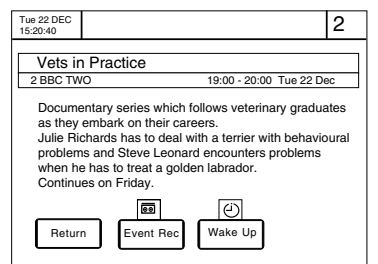 Tue 22 DEC
15:20:40
2
Vets in Practice
2 BBC TWO 19:00 - 20:00 Tue 22 Dec
Documentary series which follows veterinary graduates
as they embark on their careers.
Julie Richards has to deal with a terrier with behavioural
problems and Steve Leonard encounters problems
when he has to treat a golden labrador.
Continues on Friday.
Return Event Rec Wake Up